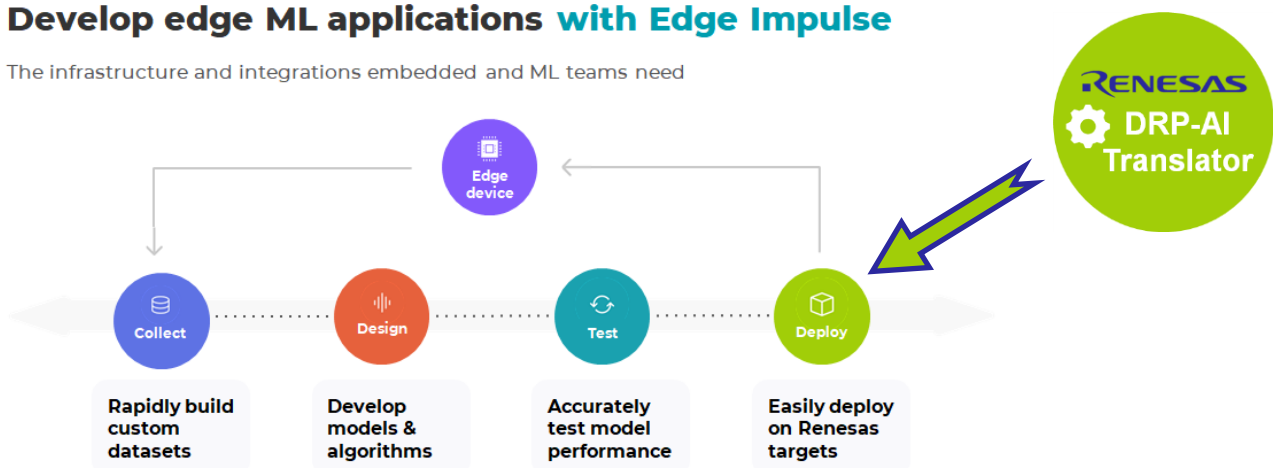 Develop edge ML applications with Edge Impulse
The infrastructure and integrations embedded and ML teams need
RENESAS
DRP-AI
Translator
Edge
device
Collect
Design
Test
Deploy
Rapidly build
custom
datasets
Develop
models &
algorithms
Accurately
test model
performance
Easily deploy
on Renesas
targets